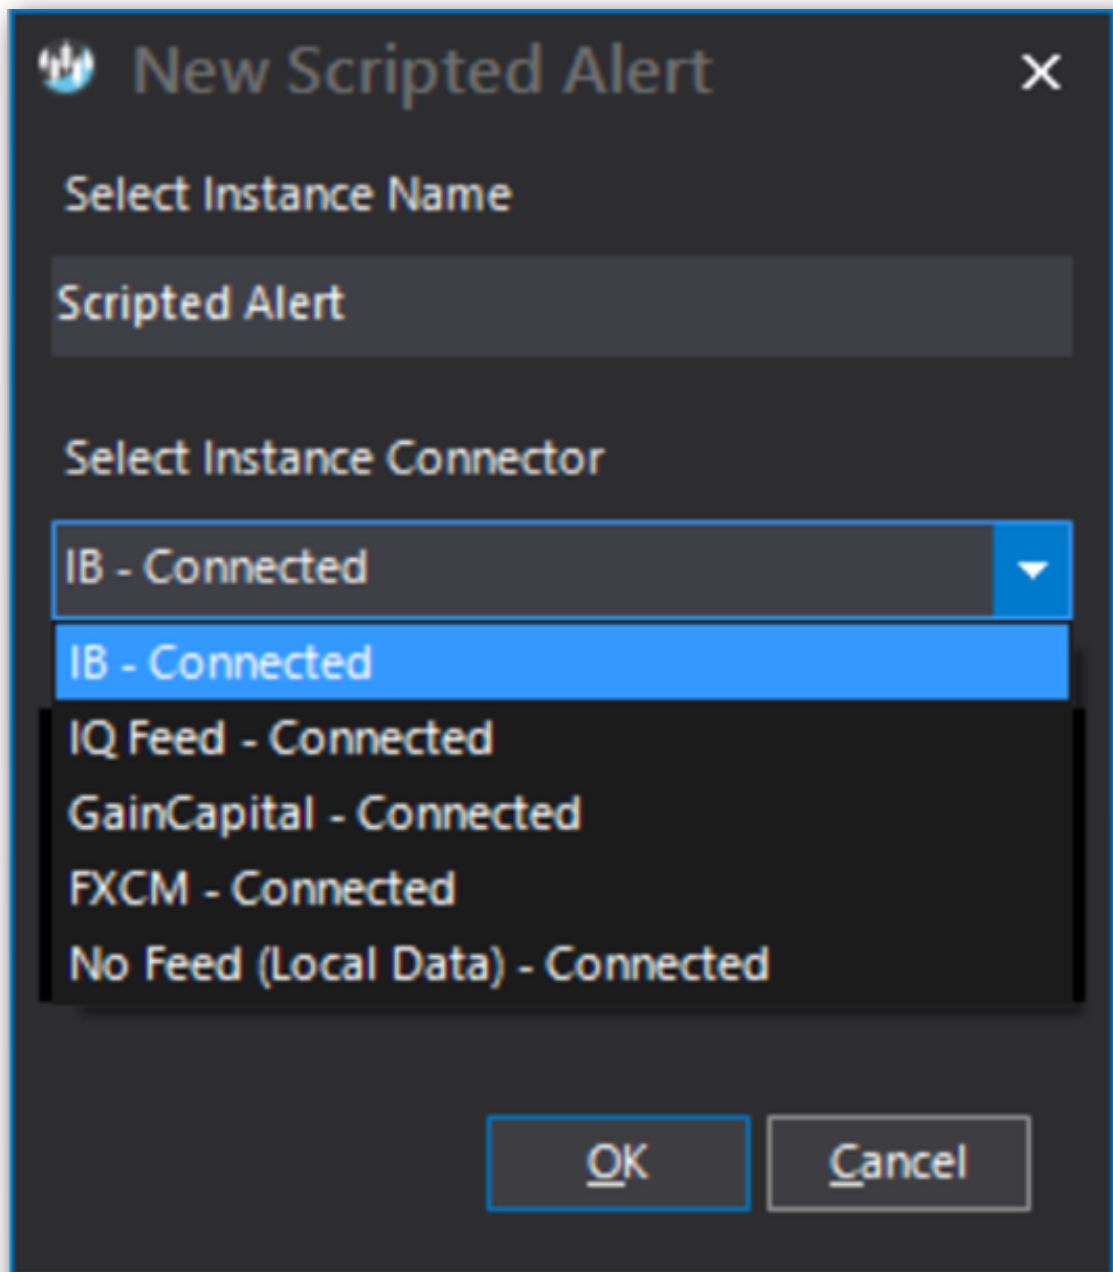 New Scripted Alert
Select Instance Name
Scripted Alert
Select Instance Connector
IB - Connected
IB - Connected
IQ Feed - Connected
GainCapital - Connected
FXCM - Connected
No Feed (Local Data) - Connected
OK Cancel